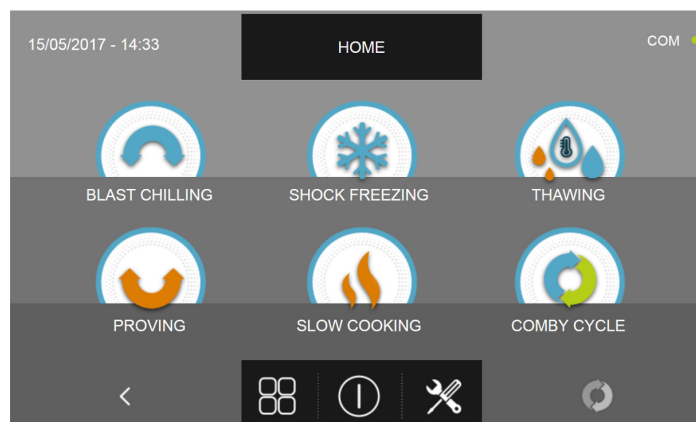 15/05/2017 - 14:33
HOME
COM
BLAST CHILLING
SHOCK FREEZING
THAWING
PROVING
SLOW COOKING
COMBY CYCLE